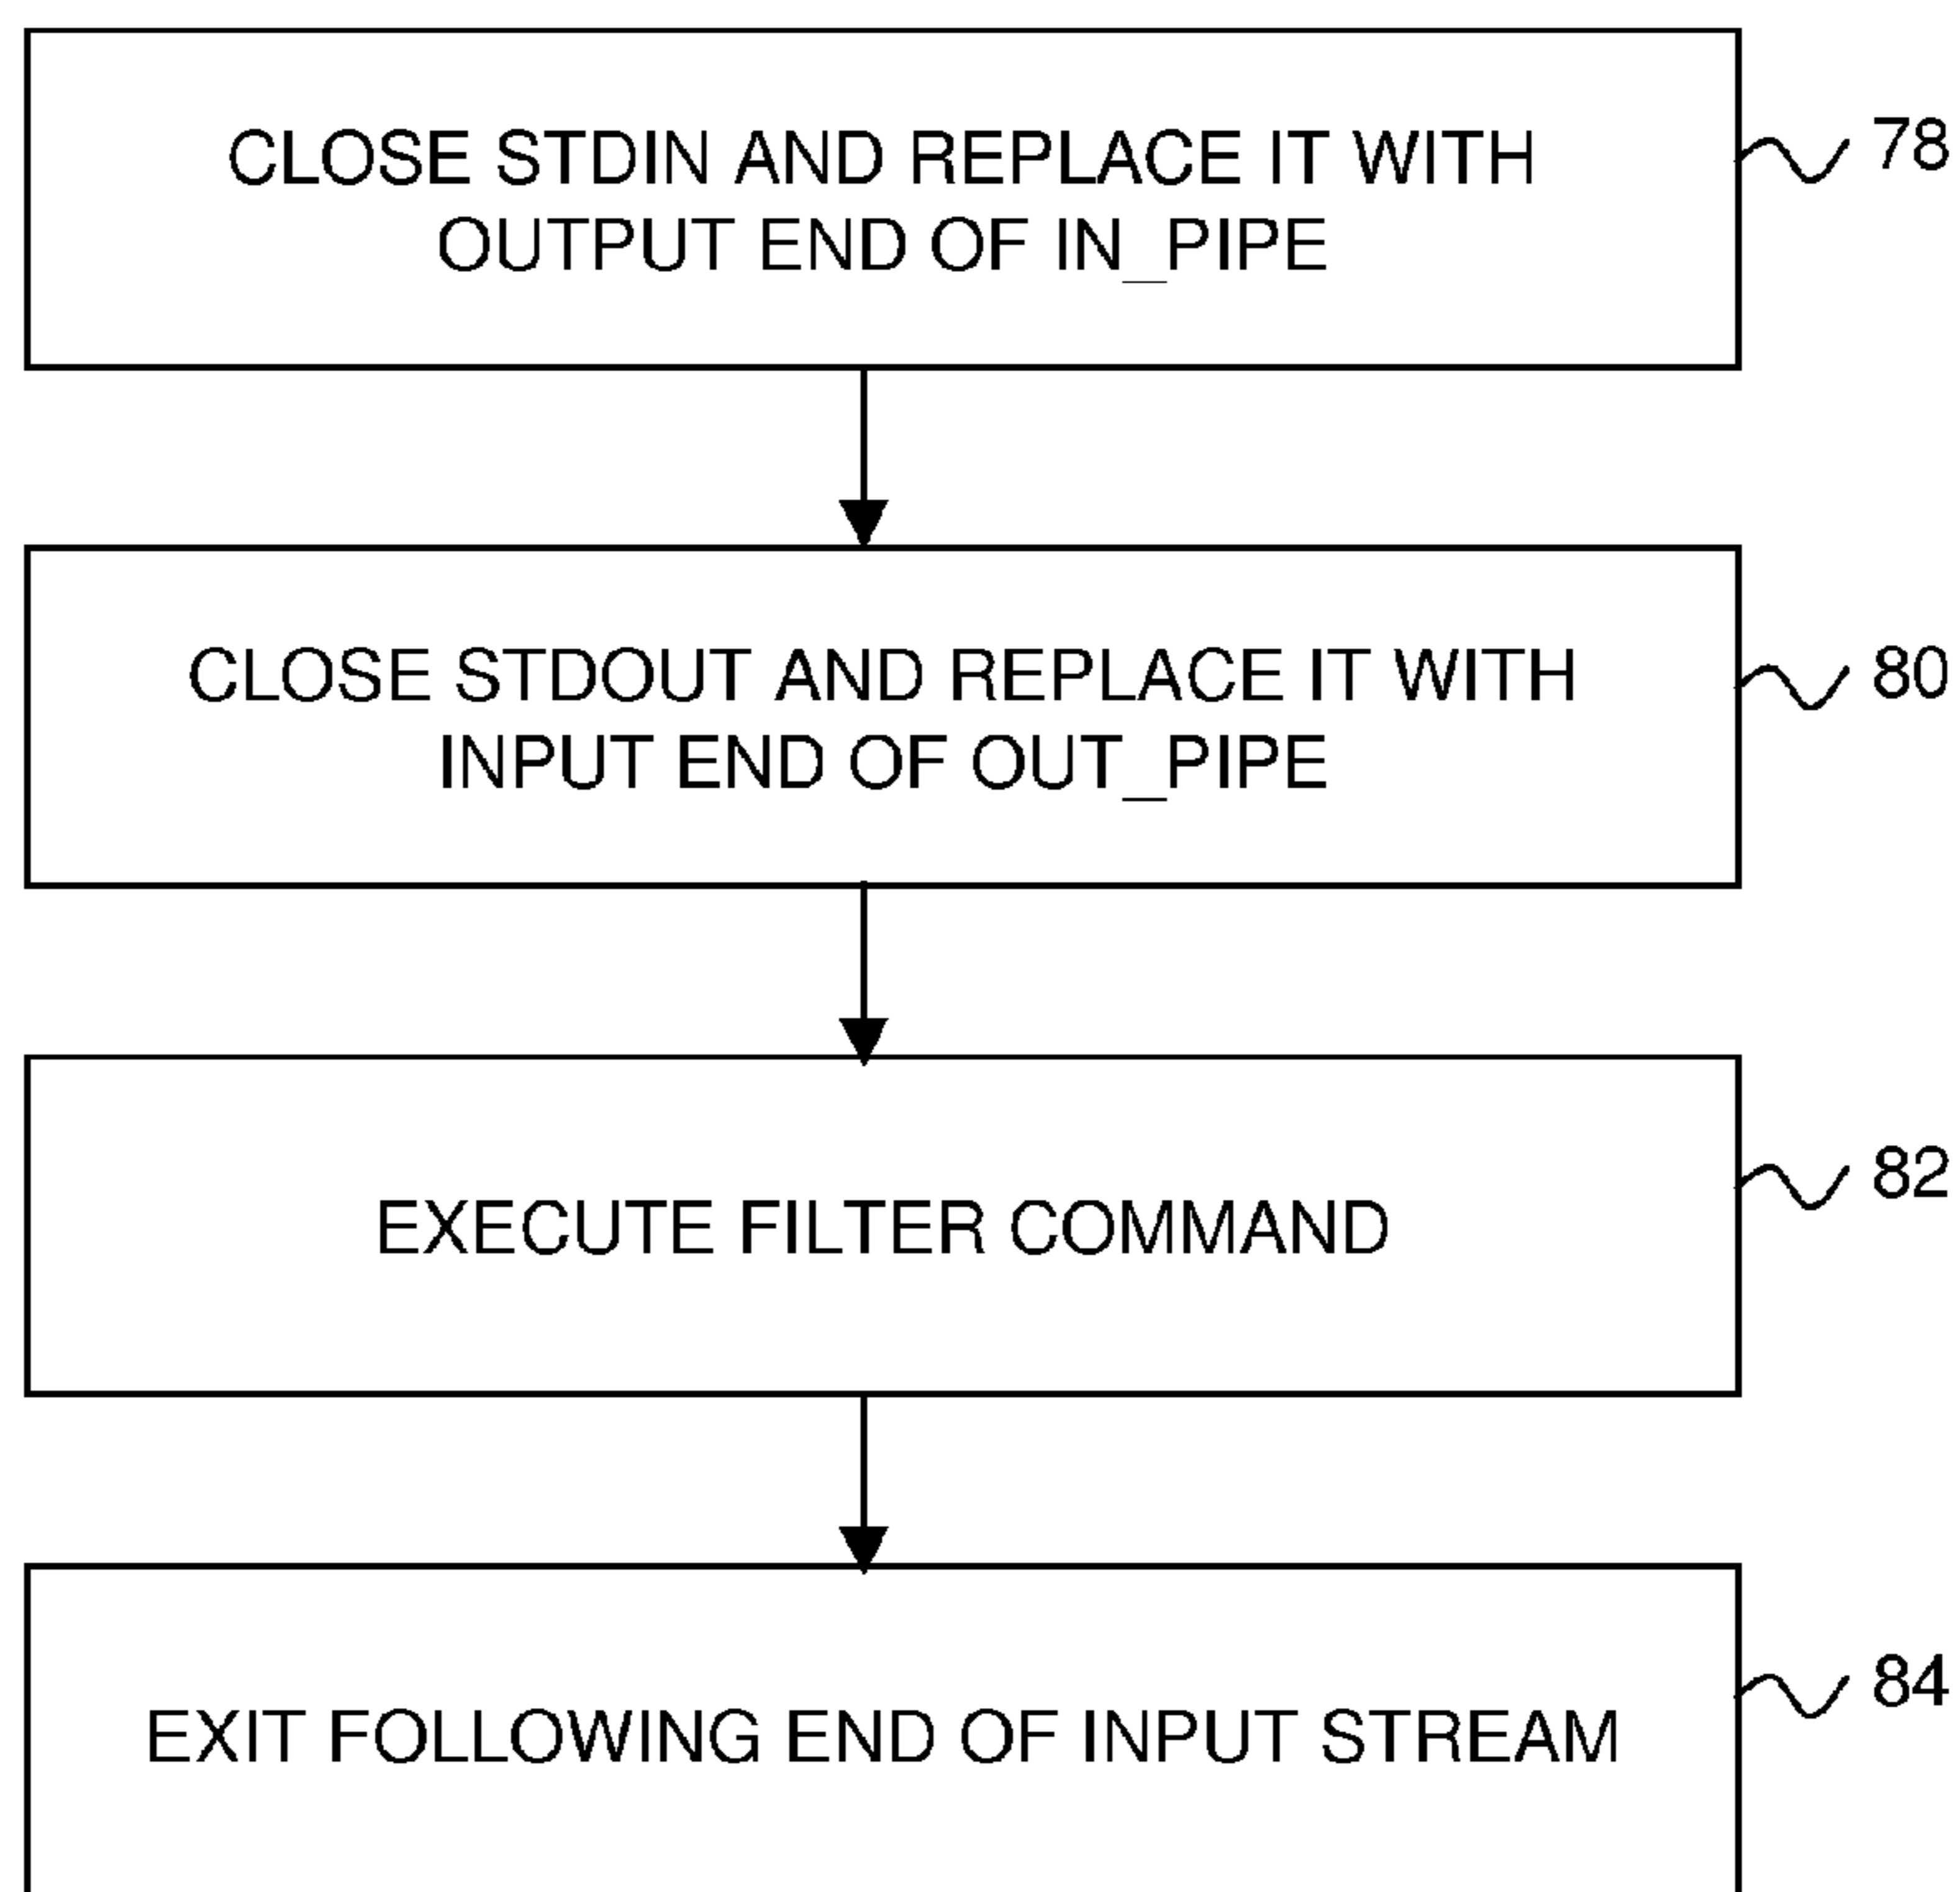 CLOSE STDIN AND REPLACE IT WITH
OUTPUT END OF IN_PIPE
78
CLOSE STDOUT AND REPLACE IT WITH
INPUT END OF OUT_PIPE
80
EXECUTE FILTER COMMAND
82
EXIT FOLLOWING END OF INPUT STREAM
84